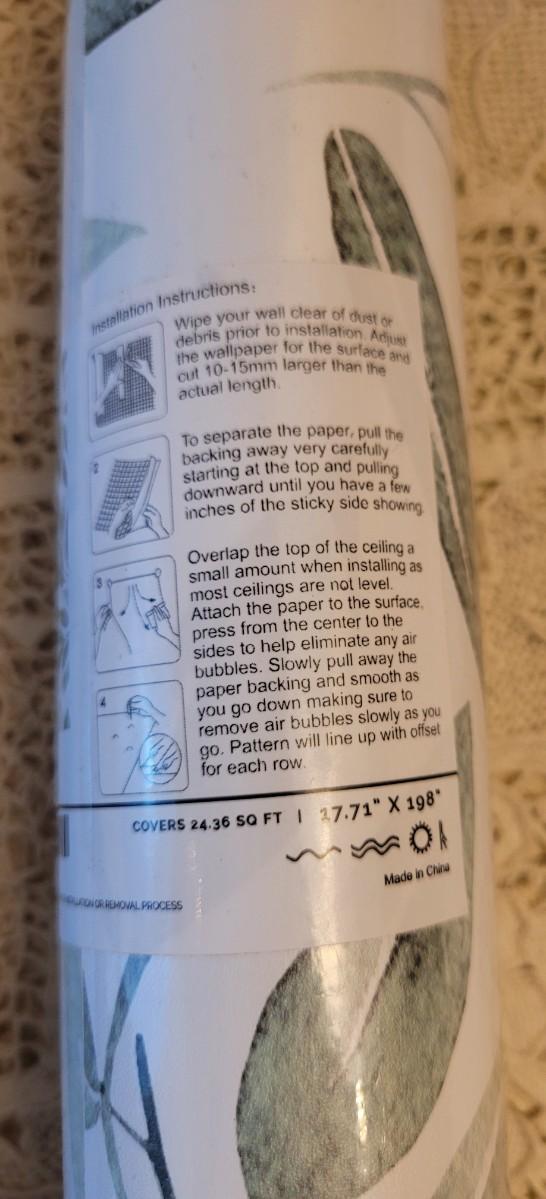 Installation Instructions:
1
Wipe your wall clear of dust or
debris prior to installation. Adjust
the wallpaper for the surface and
cut 10-15mm larger than the
actual length.
2
To separate the paper, pull the
backing away very carefully
starting at the top and pulling
downward until you have a few
inches of the sticky side showing.
3
Overlap the top of the ceiling a
small amount when installing as
most ceilings are not level.
Attach the paper to the surface,
press from the center to the
sides to help eliminate any air
bubbles. Slowly pull away the
4
paper backing and smooth as
you go down making sure to
remove air bubbles slowly as you
go. Pattern will line up with offset
for each row.
COVERS 24.36 SQ FT | 17.71" X 198"
Made in China
OR REMOVAL PROCESS